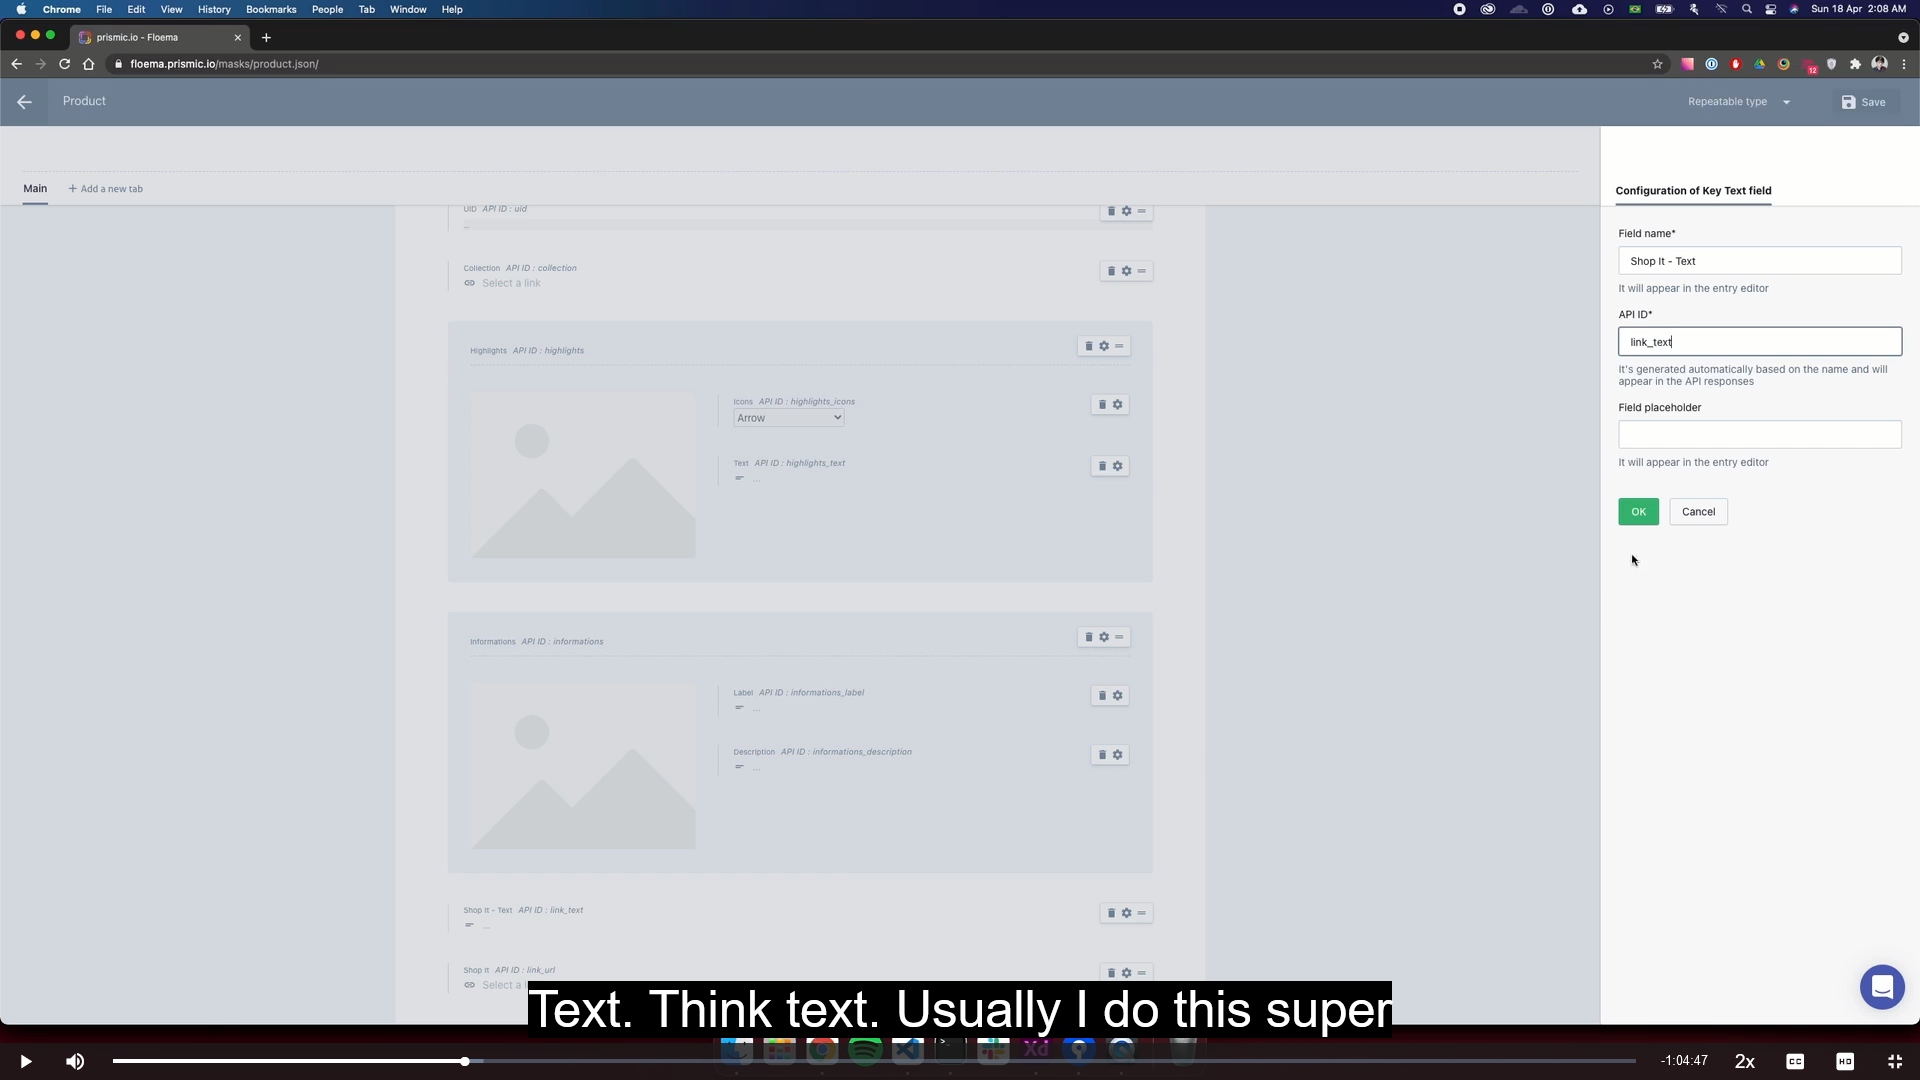 Chrome File Edit View History Bookmarks People Tab Window Help
Sun 18 Apr 2:08 AM
prismic.io - Floema
floema.prismic.io/masks/product.json/
12
Product
Repeatable type
Save
Main
+ Add a new tab
UID API ID : uid
...
Collection API ID : collection
Select a link
Highlights API ID : highlights
Icons API ID : highlights_icons
Arrow
Text API ID : highlights_text
...
Informations API ID : informations
Label API ID : informations_label
...
Description API ID : informations_description
...
Shop It - Text API ID : link_text
...
Shop It API ID : link_url
Select a l
Configuration of Key Text field
Field name*
Shop It - Text
It will appear in the entry editor
API ID*
link_text
It's generated automatically based on the name and will
appear in the API responses
Field placeholder
It will appear in the entry editor
OK
Cancel
Text. Think text. Usually I do this super
Xd
-1:04:47
2x
CC
HD